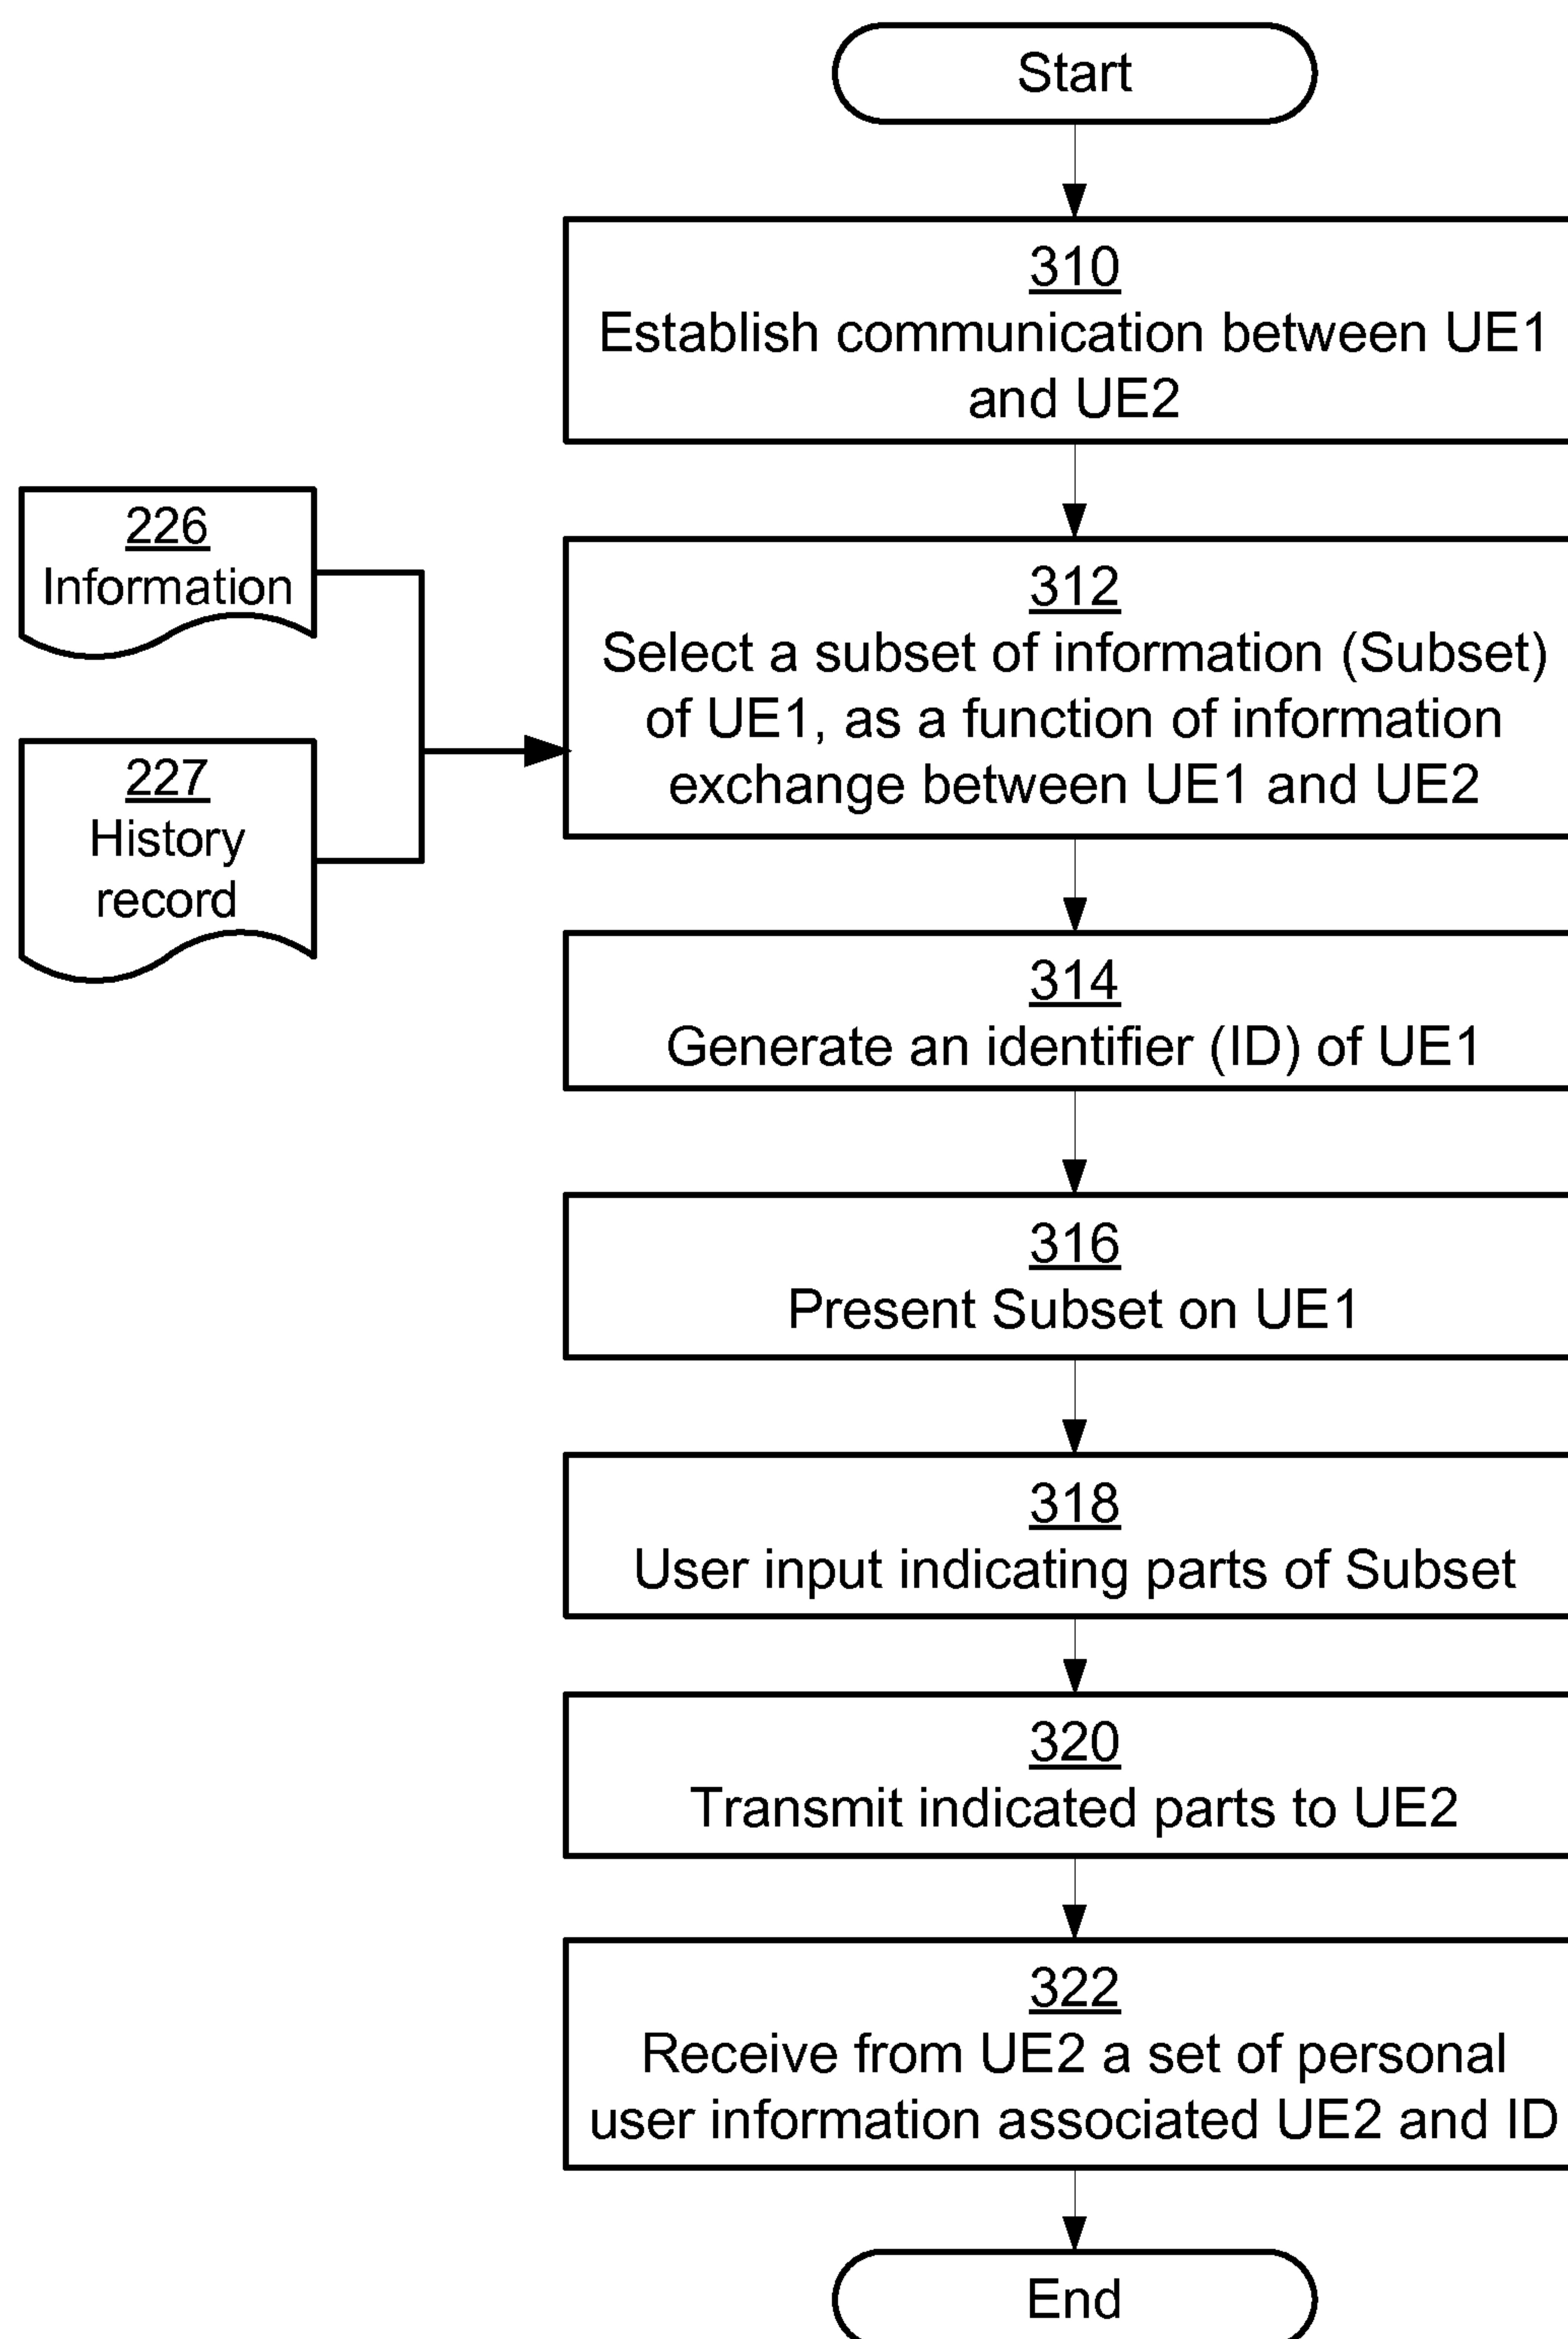 Start
310
Establish communication between UE1
and UE2
226
Information
227
History
record
312
Select a subset of information (Subset)
of UE1, as a function of information
exchange between UE1 and UE2
314
Generate an identifier (ID) of UE1
316
Present Subset on UE1
318
User input indicating parts of Subset
320
Transmit indicated parts to UE2
322
Receive from UE2 a set of personal
user information associated UE2 and ID
End